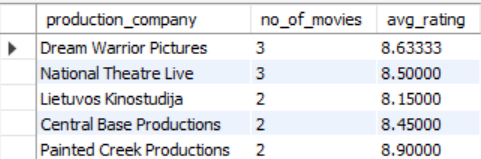 production_company no_of_movies avg_rating
Dream Warrior Pictures 3 8.63333
National Theatre Live 3 8.50000
Lietuvos Kinostudija 2 8.15000
Central Base Productions 2 8.45000
Painted Creek Productions 2 8.90000